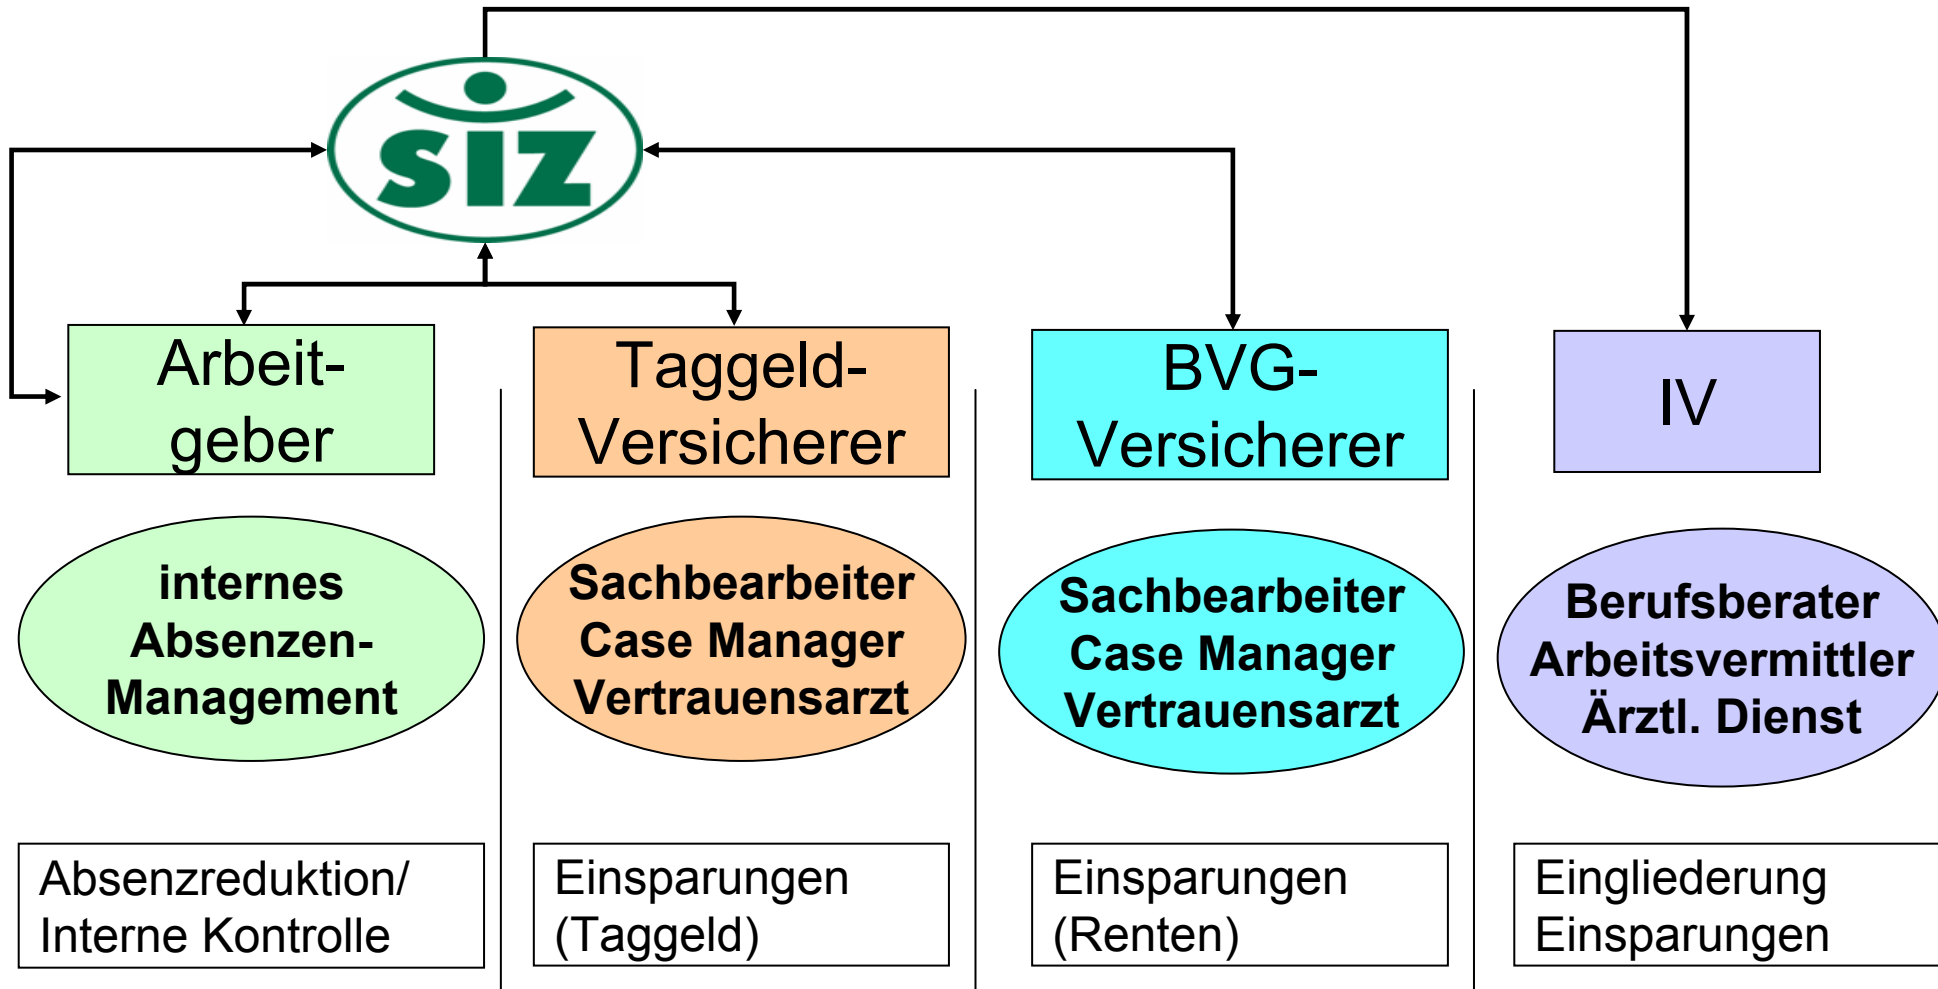 SIZ
Arbeit-
geber
Taggeld-
Versicherer
BVG-
Versicherer
IV
internes
Absenzen-
Management
Sachbearbeiter
Case Manager
Vertrauensarzt
Sachbearbeiter
Case Manager
Vertrauensarzt
Berufsberater
Arbeitsvermittler
Ärztl. Dienst
Absenzreduktion/
Interne Kontrolle
Einsparungen
(Taggeld)
Einsparungen
(Renten)
Eingliederung
Einsparungen